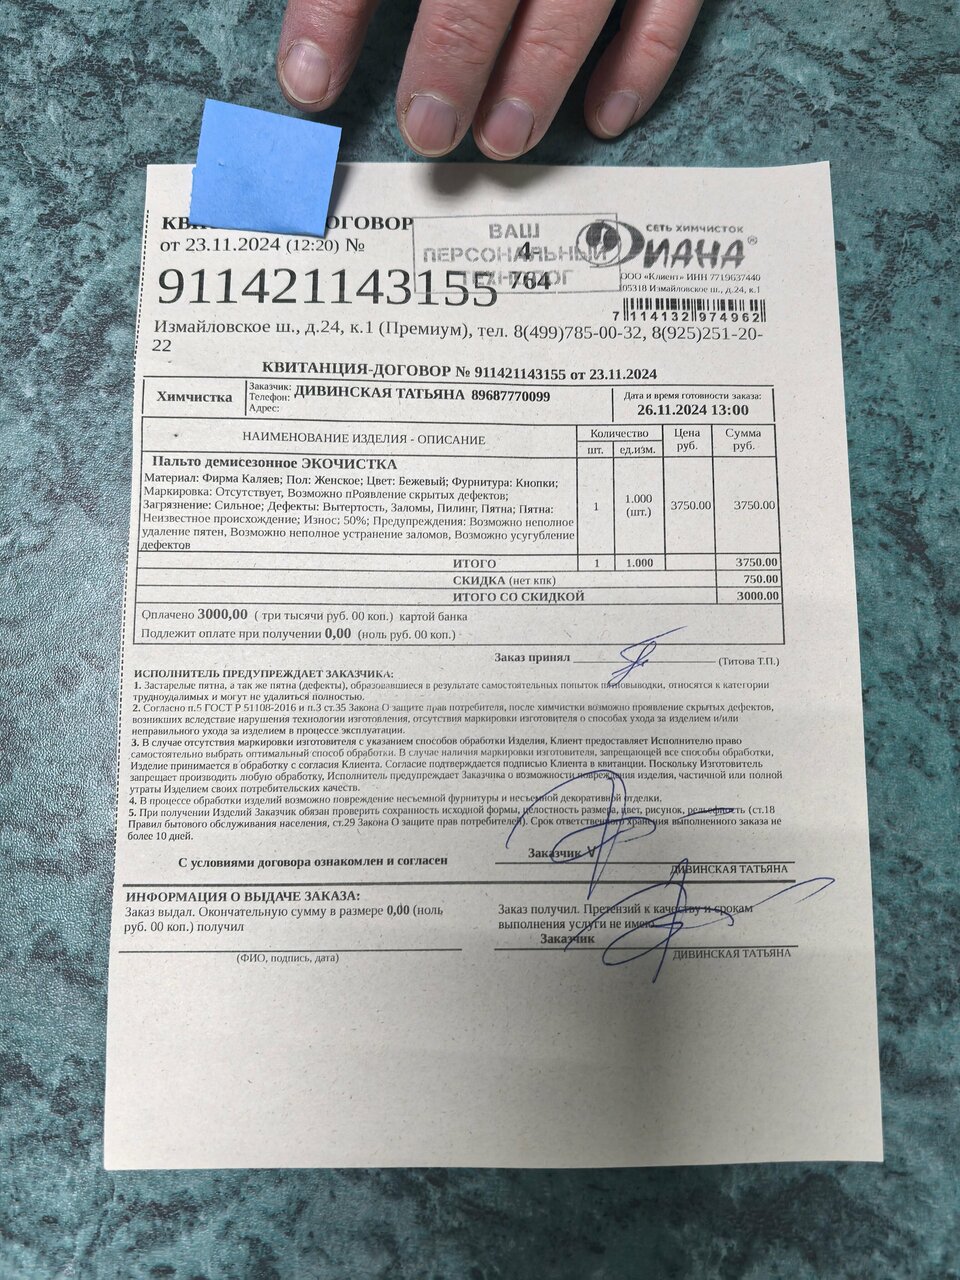 КВ ОГОВОР
от 23.11.2024 (12:20) №
911421143155 4 764
ВАШ
ПЕРСОНАЛЬНЫЙ
ТЕХНОЛОГ
СЕТЬ ХИМЧИСТОК
ДИАНА®
ООО «Клиент» ИНН 7719637440
105318 Измайловское ш., д.24, к.1
7 114132 974962
Измайловское ш., д.24, к.1 (Премиум), тел. 8(499)785-00-32, 8(925)251-20-
22
КВИТАНЦИЯ-ДОГОВОР № 911421143155 от 23.11.2024
Химчистка
Заказчик: ДИВИНСКАЯ ТАТЬ�яНА 89687770099
Телефон:
Адрес:
Дата и время готовности заказа:
26.11.2024 13:00
НАИМЕНОВАНИЕ ИЗДЕЛИЯ - ОПИСАНИЕ
Количество
шт. ед.изм.
Цена
руб.
Сумма
руб.
Пальто демисезонное ЭКОЧИСТКА
Материал: Фирма Каляев; Пол: Женское; Цвет: Бежевый; Фурнитура: Кнопки;
Маркировка: Отсутствует, Возможно пРоявление скрытых дефектов;
Загрязнение: Сильное; Дефекты: Вытертость, Заломы, Пилинг, Пятна; Пятна:
Неизвестное происхождение; Износ: 50%; Предупреждения: Возможно неполное
удаление пятен, Возможно неполное устранение заломов, Возможно усугубление
дефектов
1 1.000 (шт.) 3750.00 3750.00
ИТОГО 1 1.000 3750.00
СКИДКА (нет кпк) 750.00
ИТОГО СО СКИДКОЙ 3000.00
Оплачено 3000,00 ( три тысячи руб. 00 коп.) картой банка
Подлежит оплате при получении 0,00 (ноль руб. 00 коп.)
Заказ принял (Титова Т.П.)
ИСПОЛНИТЕЛЬ ПРЕДУПРЕЖДАЕТ ЗАКАЗЧИКА:
1. Застарелые пятна, а так же пятна (дефекты), образовавшиеся в результате самостоятельных попыток пятновыводки, относятся к категории
трудноудалимых и могут не удалиться полностью.
2. Согласно п.5 ГОСТ Р 51108-2016 и п.3 ст.35 Закона О защите прав потребителя, после химчистки возможно проявление скрытых дефектов,
возникших вследствие нарушения технологии изготовления, отсутствия маркировки изготовителя о способах ухода за изделием и/или
неправильного ухода за изделием в процессе эксплуатации.
3. В случае отсутствия маркировки изготовителя с указанием способов обработки Изделия, Клиент предоставляет Исполнителю право
самостоятельно выбрать оптимальный способ обработки. В случае наличия маркировки изготовителя, запрещающей все способы обработки,
Изделие принимается в обработку с согласия Клиента. Согласие подтверждается подписью Клиента в квитанции. Поскольку Изготовитель
запрещает производить любую обработку, Исполнитель предупреждает Заказчика о возможности повреждения изделия, частичной или полной
утраты Изделием своих потребительских качеств.
4. В процессе обработки изделий возможно повреждение несъемной фурнитуры и несъемной декоративной отделки.
5. При получении Изделий Заказчик обязан проверить сохранность исходной формы, целостность размера, цвет, рисунок, рельефность (ст.18
Правил бытового обслуживания населения, ст.29 Закона О защите прав потребителей). Срок ответственного хранения выполненного заказа не
более 10 дней.
С условиями договора ознакомлен и согласен
Заказчик V
ДИВИНСКАЯ ТАТЬЯНА
ИНФОРМАЦИЯ О ВЫДАЧЕ ЗАКАЗА:
Заказ выдал. Окончательную сумму в размере 0,00 (ноль
руб. 00 коп.) получил
(ФИО, подпись, дата)
Заказ получил. Претензий к качеству и срокам
выполнения услуги не имею.
Заказчик
ДИВИНСКАЯ ТАТЬЯНА